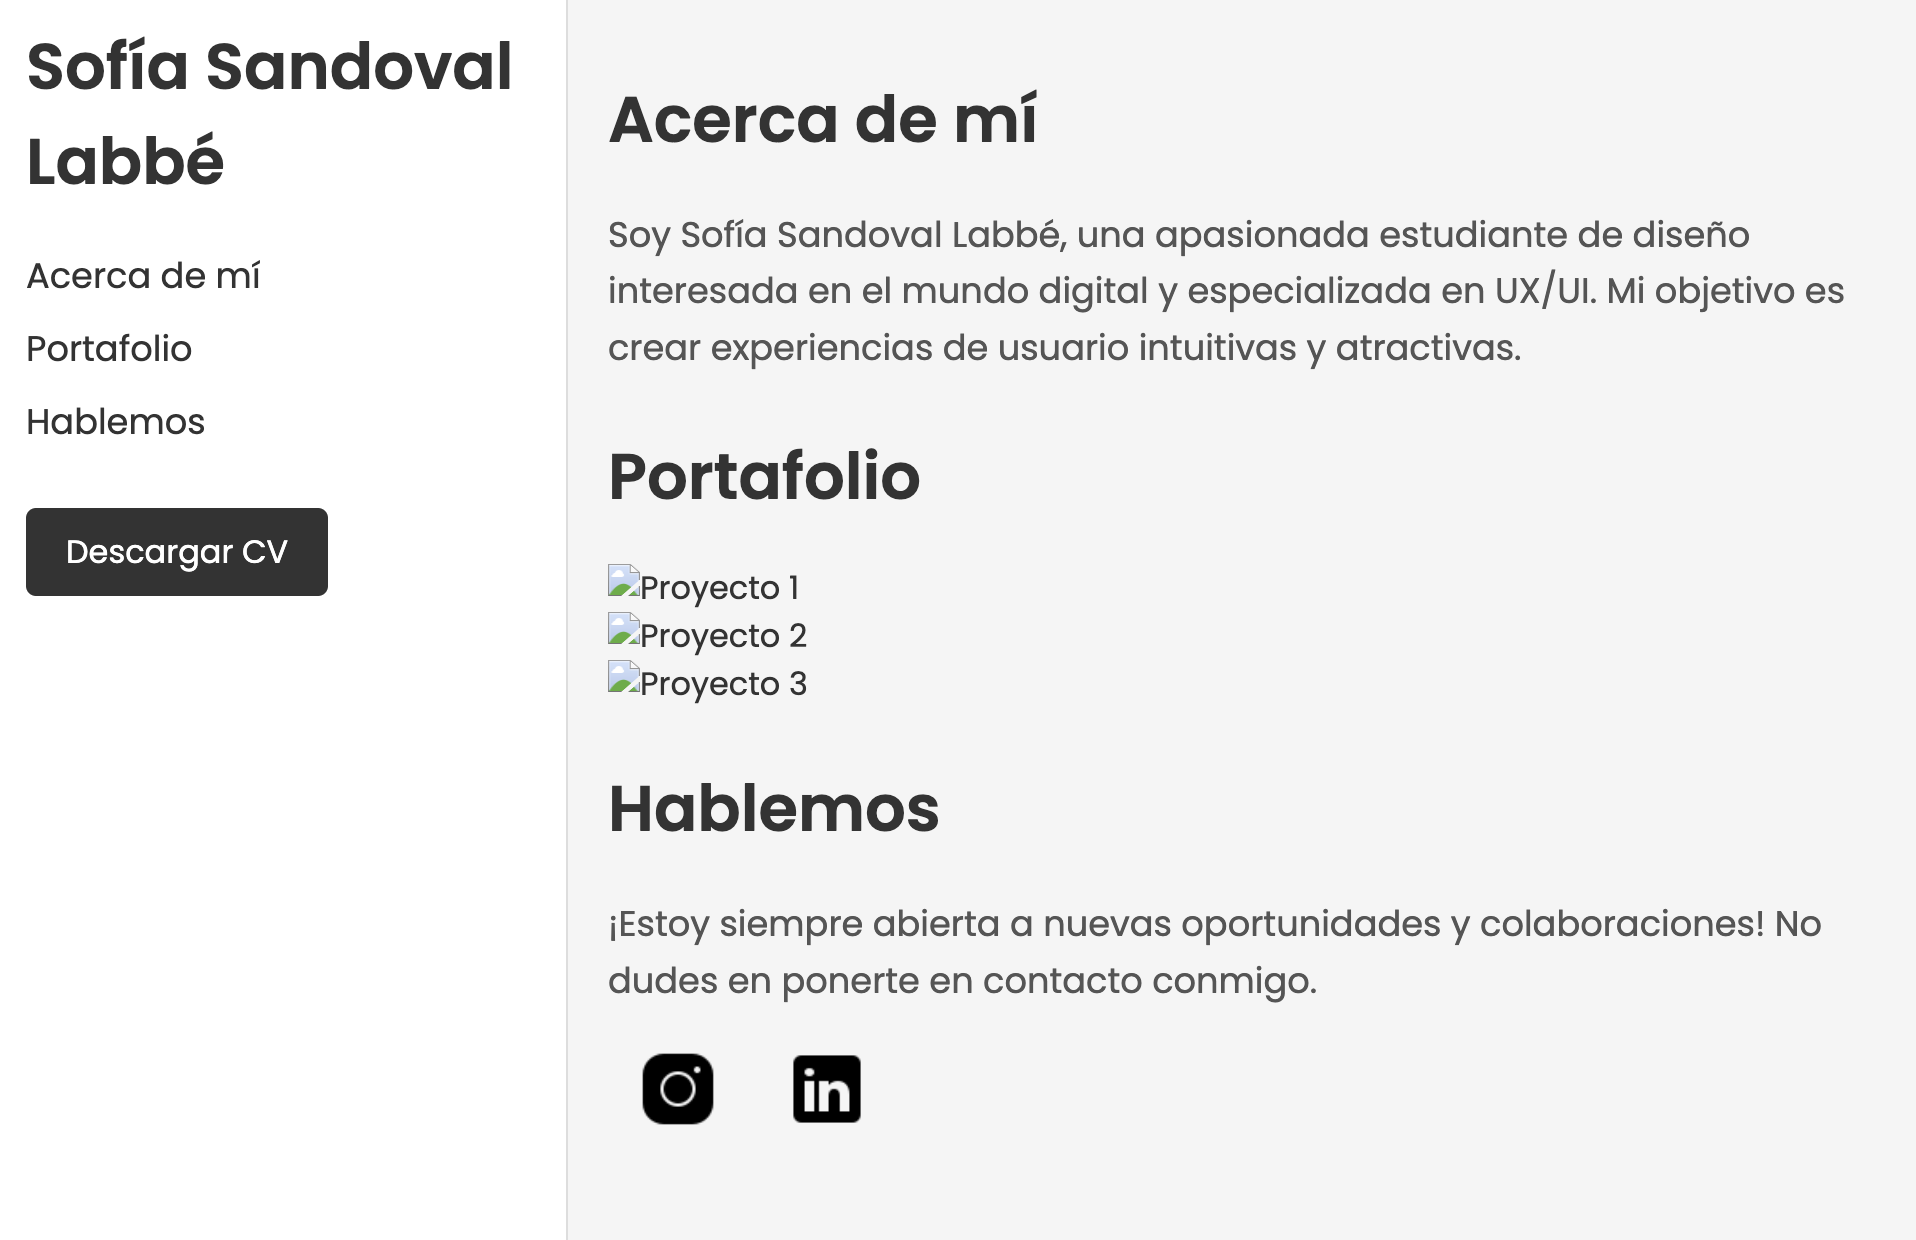 Sofía Sandoval
Labbé
Acerca de mí
Portafolio
Hablemos
Descargar CV
Acerca de mí
Soy Sofía Sandoval Labbé, una apasionada estudiante de diseño
interesada en el mundo digital y especializada en UX/UI. Mi objetivo es
crear experiencias de usuario intuitivas y atractivas.
Portafolio
Proyecto 1
Proyecto 2
Proyecto 3
Hablemos
¡Estoy siempre abierta a nuevas oportunidades y colaboraciones! No
dudes en ponerte en contacto conmigo.
in